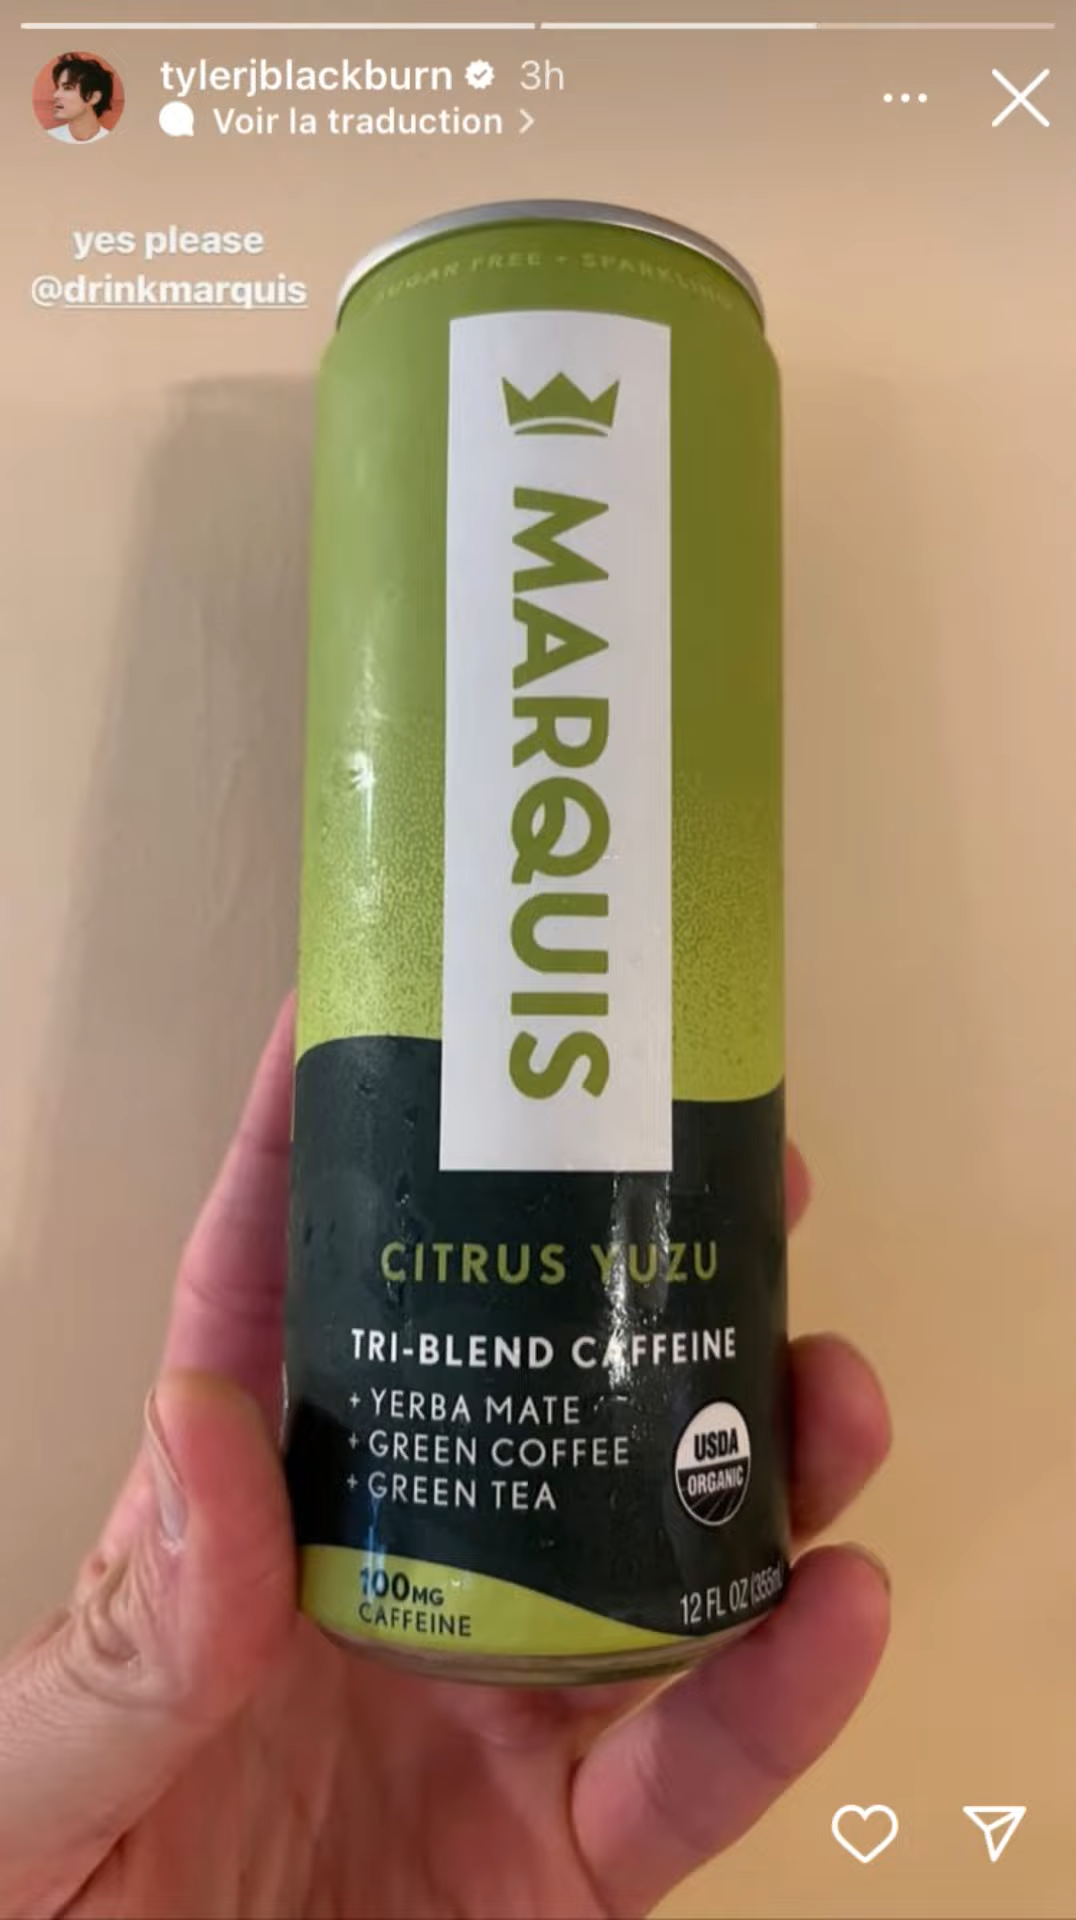 tylerjblackburn 3h
Voir la traduction
yes please
@drinkmarquis
SUGAR FREE + SPARKLING
MARQUIS
CITRUS YUZU
TRI-BLEND CAFFEINE
+ YERBA MATE
+ GREEN COFFEE
+ GREEN TEA
USDA
ORGANIC
100MG
CAFFEINE
12 FL OZ (355ml